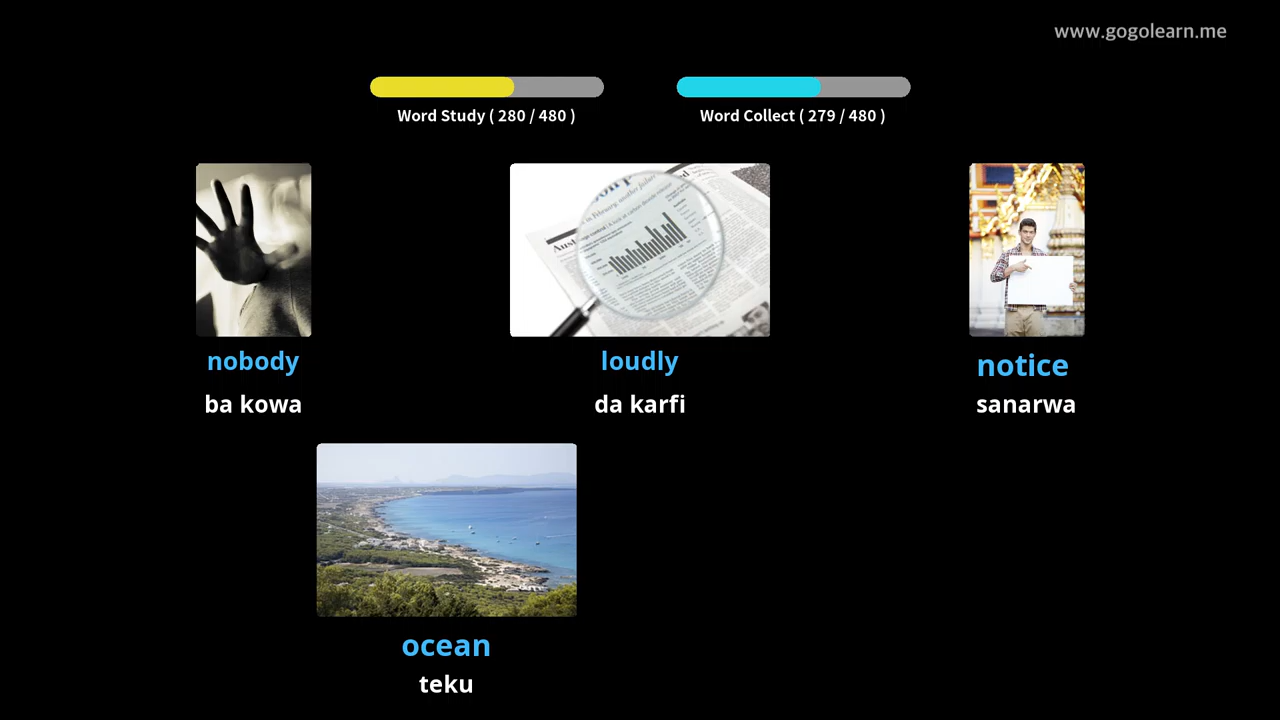 www.gogolearn.me
Word Study ( 280 / 480 )
Word Collect ( 279 / 480 )
nobody
ba kowa
loudly
da karfi
notice
sanarwa
ocean
teku